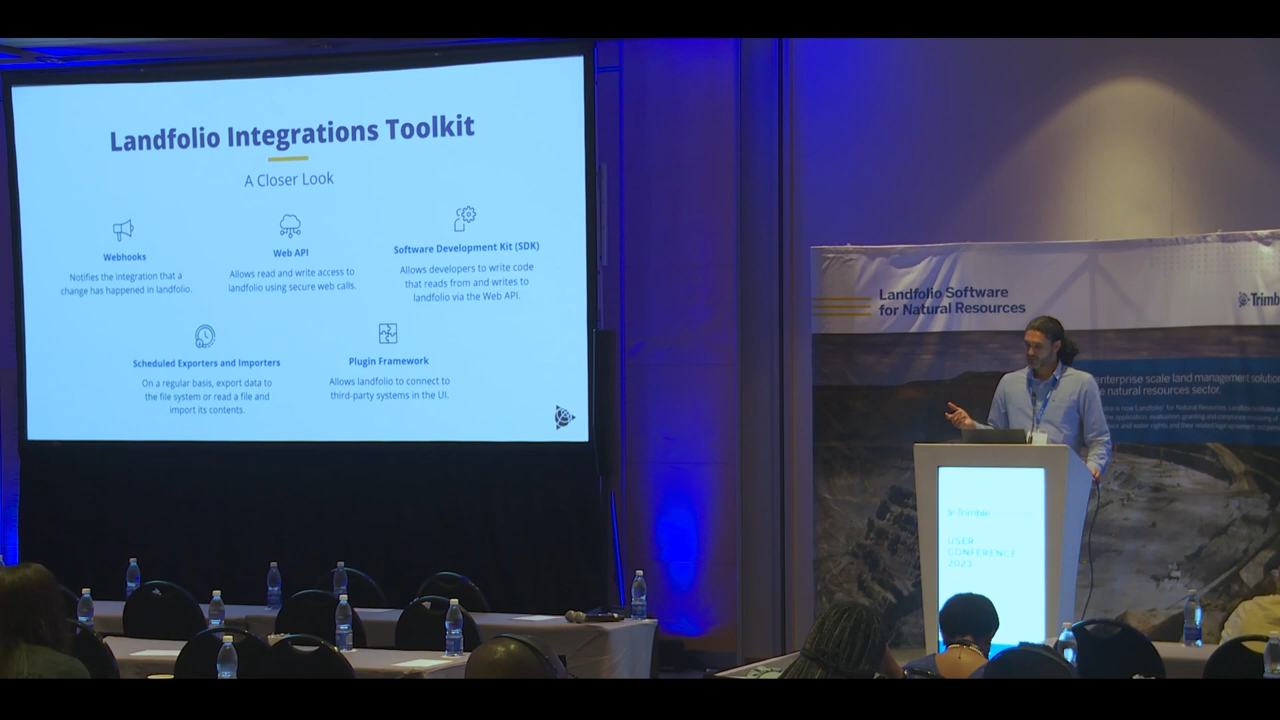 Landfolio Integrations Toolkit
A Closer Look
Webhooks
Notifies the integration that a
change has happened in landfolio.
Web API
Allows read and write access to
landfolio using secure web calls.
Software Development Kit (SDK)
Allows developers to write code
that reads from and writes to
landfolio via the Web API.
Scheduled Exporters and Importers
On a regular basis, export data to
the file system or read a file and
import its contents.
Plugin Framework
Allows landfolio to connect to
third-party systems in the UI.
Landfolio Software
for Natural Resources
Trimb
enterprise scale land management solutio
natural resources sector.
Trimble
USER
CONFERENCE
2023